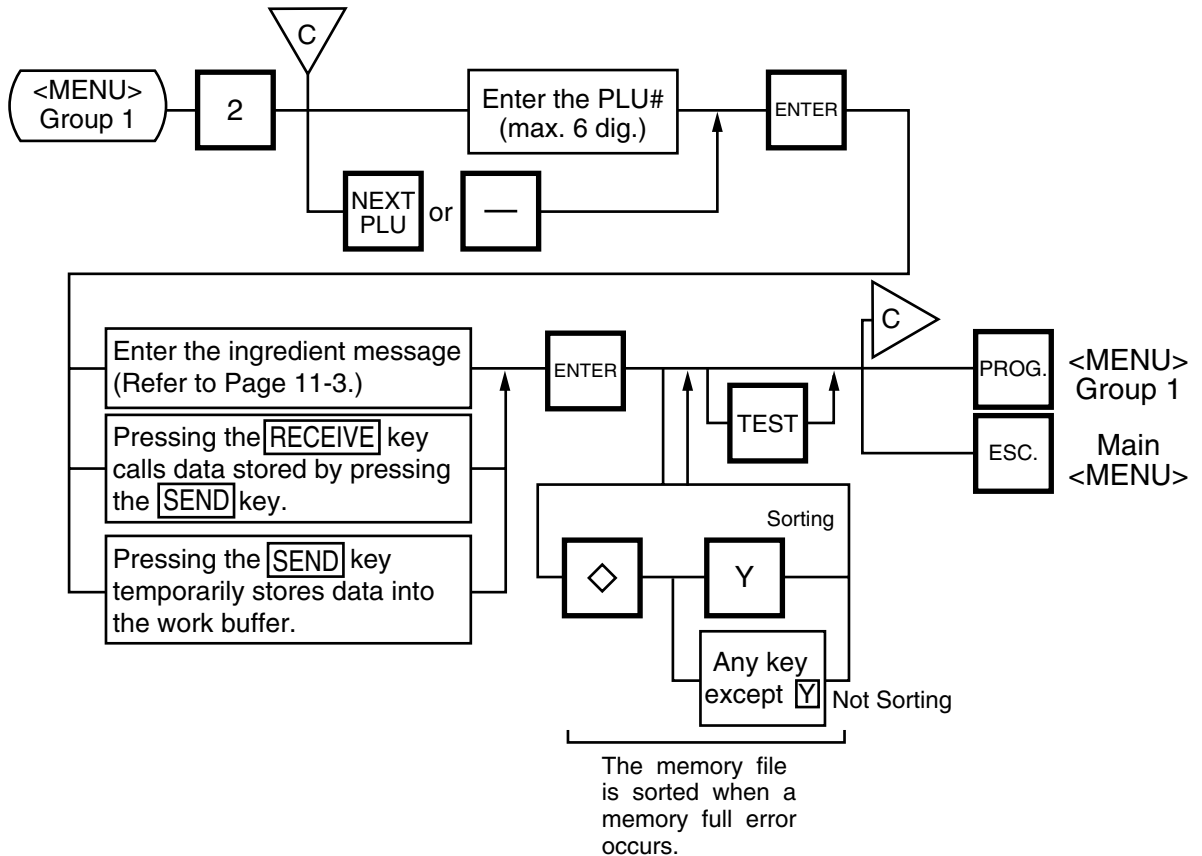 C
<MENU>
Group 1
2
Enter the PLU#
(max. 6 dig.)
ENTER
NEXT
PLU
or
—
Enter the ingredient message
(Refer to Page 11-3.)
Pressing the RECEIVE key
calls data stored by pressing
the SEND key.
Pressing the SEND key
temporarily stores data into
the work buffer.
ENTER
TEST
C
PROG.
<MENU>
Group 1
ESC.
Main
<MENU>
Sorting
◇
Y
Any key
except Y
Not Sorting
The memory file
is sorted when a
memory full error
occurs.